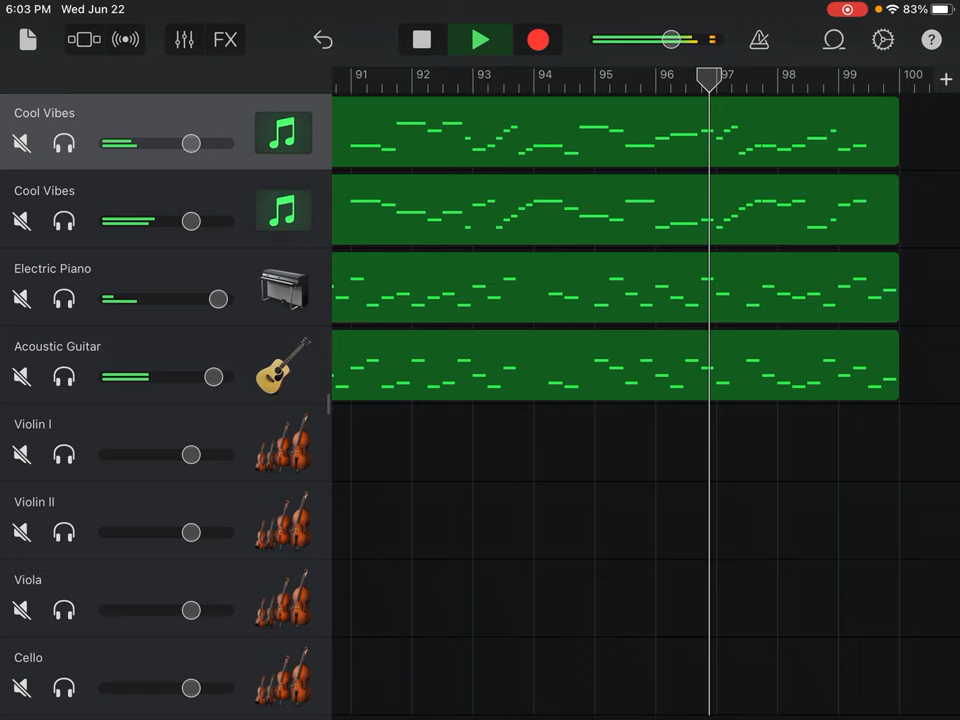 6:03 PM Wed Jun 22 83%
FX ?
91 92 93 94 95 96 97 98 99 100 +
Cool Vibes
Cool Vibes
Electric Piano
Acoustic Guitar
Violin I
Violin II
Viola
Cello